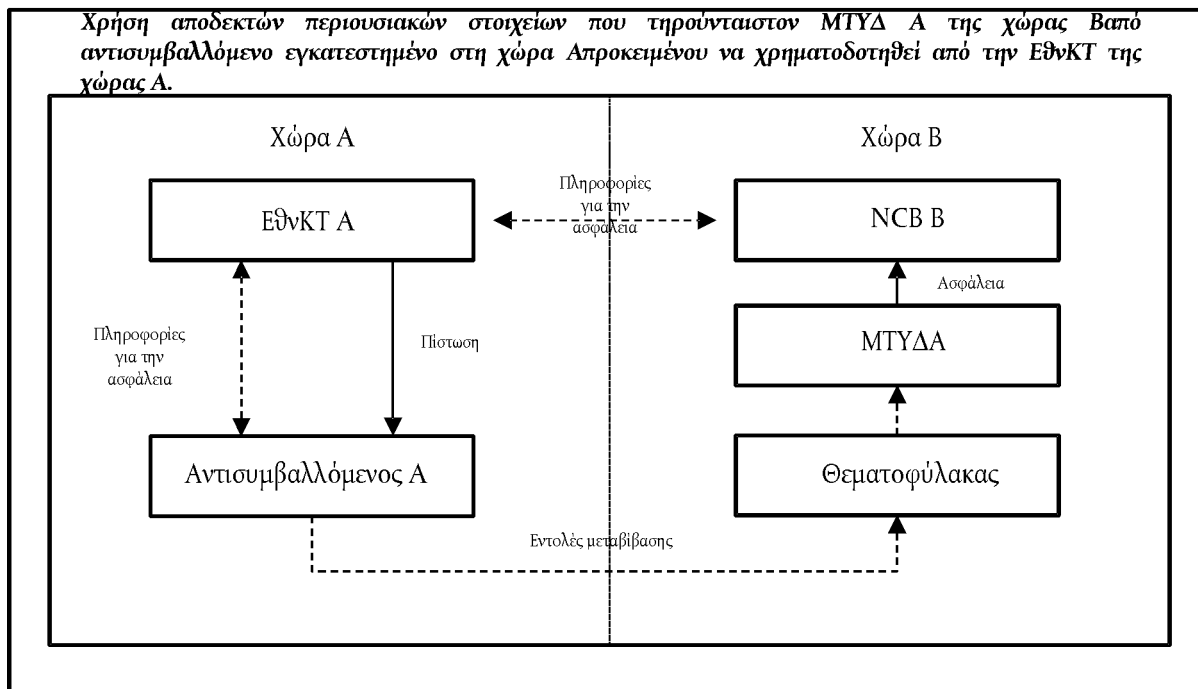 Χρήση αποδεκτών περιουσιακών στοιχείων που τηρούνταιστον ΜΤΥΔ Α της χώρας Βαπό
αντισυμβαλλόμενο εγκατεστημένο στη χώρα Απροκειμένου να χρηματοδοτηθεί από την ΕθνΚΤ της
χώρας Α.
Χώρα Α
Χώρα Β
ΕθνΚΤ Α
Πληροφορίες
για την
ασφάλεια
NCB B
Ασφάλεια
Πληροφορίες
για την
ασφάλεια
Πίστωση
ΜΤΥΔΑ
Αντισυμβαλλόμενος Α
Θεματοφύλακας
Εντολές μεταβίβασης